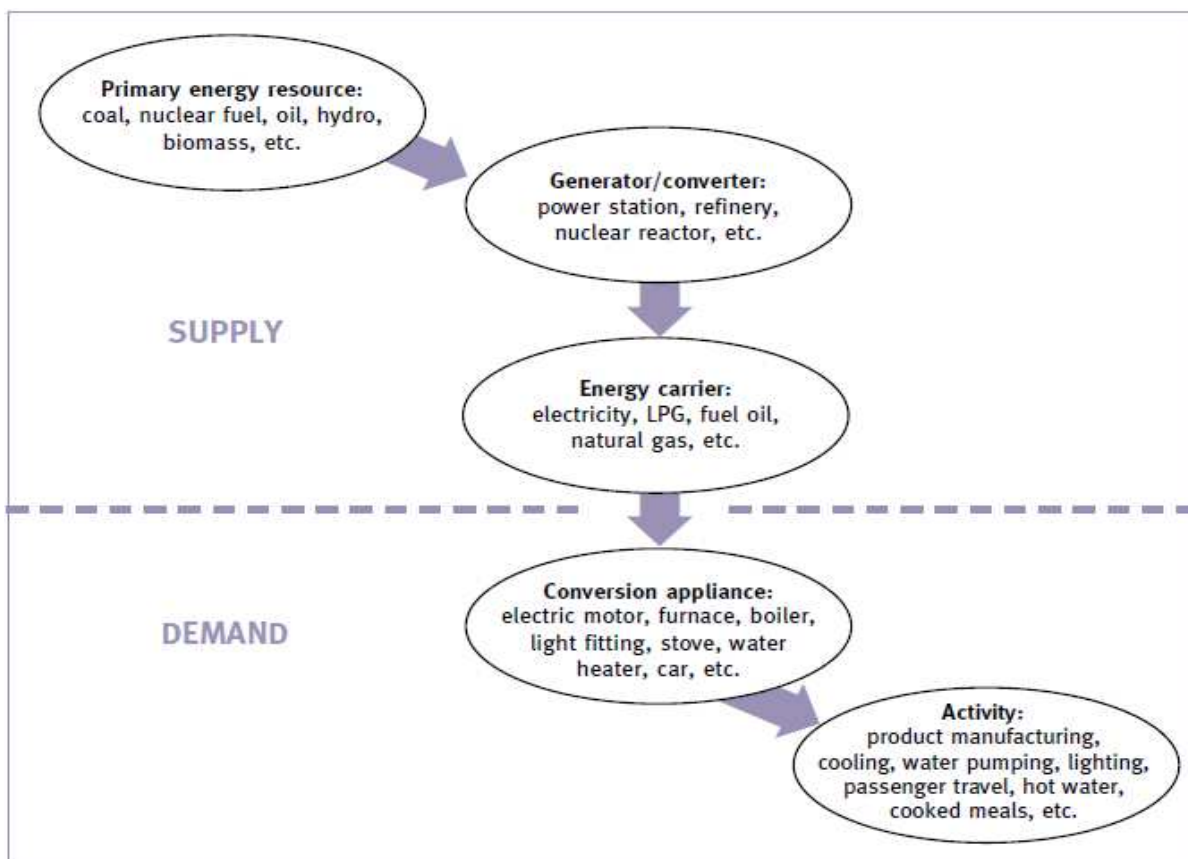 Primary energy resource:
coal, nuclear fuel, oil, hydro,
biomass, etc.
Generator/converter:
power station, refinery,
nuclear reactor, etc.
SUPPLY
Energy carrier:
electricity, LPG, fuel oil,
natural gas, etc.
Conversion appliance:
electric motor, furnace, boiler,
light fitting, stove, water
heater, car, etc.
DEMAND
Activity:
product manufacturing,
cooling, water pumping, lighting,
passenger travel, hot water,
cooked meals, etc.